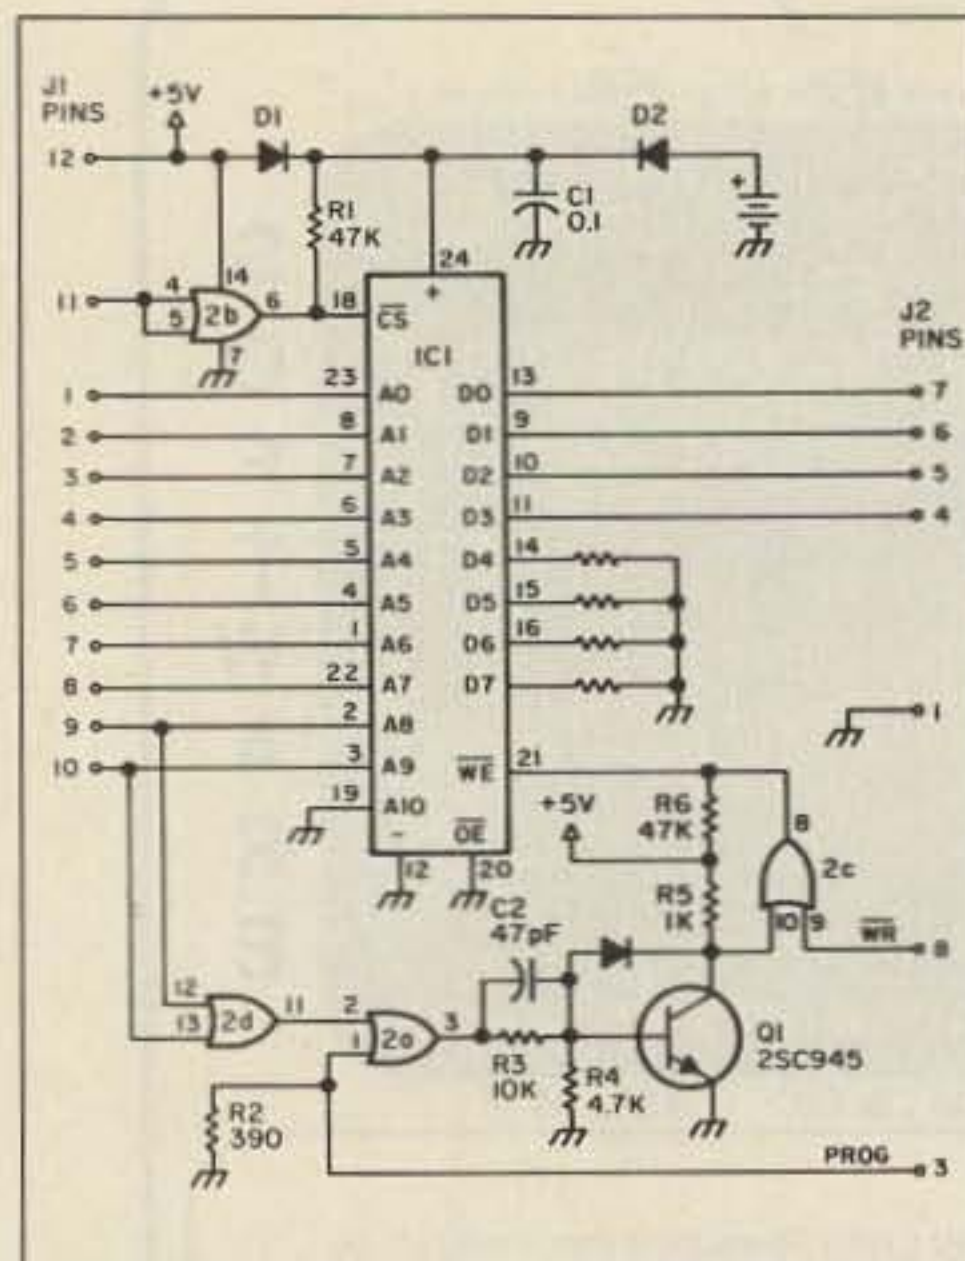 J1
PINS
+5V
D1
D2
12
R1
47K
C1
0.1
+
24
+
11
4
5
14
2b
6
7
18
CS
IC1
J2
PINS
1
23
A0
D0
13
7
2
8
A1
D1
9
6
3
7
A2
D2
10
5
4
6
A3
D3
11
4
5
5
A4
D4
14
6
4
A5
D5
15
7
1
A6
D6
16
8
22
A7
D7
9
2
A8
1
10
3
A9
WE
21
19
A10
+5V
R6
47K
8
-
OE
12
20
R5
1K
2c
10
9
WR
8
C2
47pF
12
13
2d
11
2
1
2a
3
R3
10K
R4
4.7K
Q1
2SC945
R2
390
PROG
3